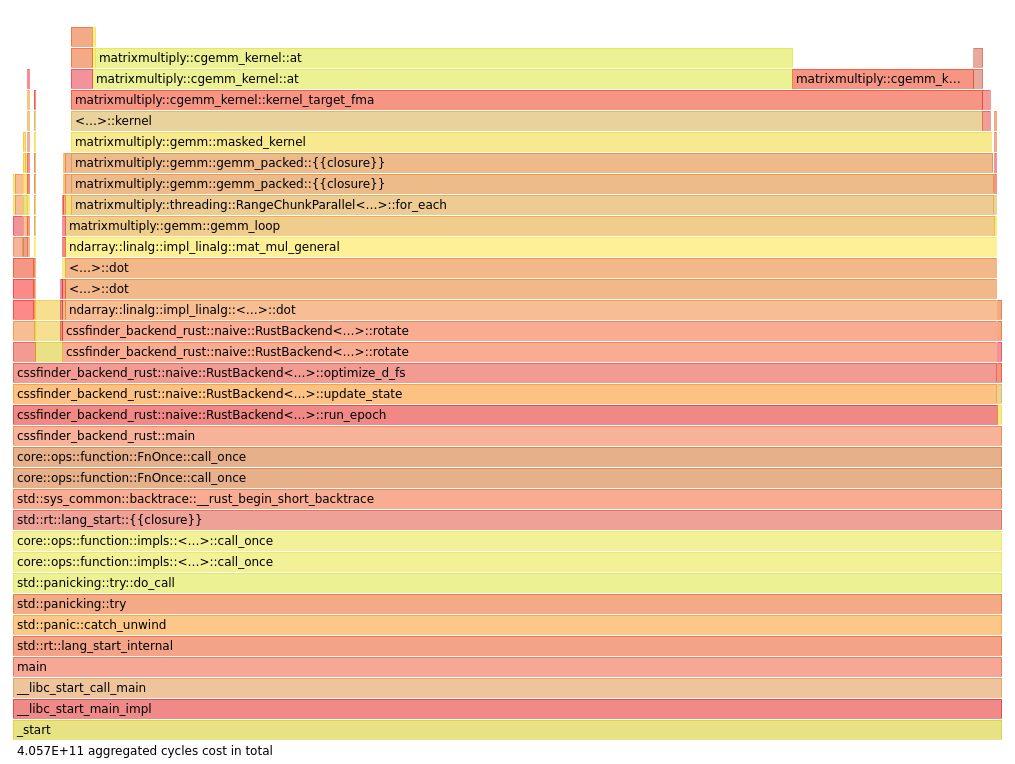 matrixmultiply::cgemm_kernel::at
matrixmultiply::cgemm_kernel::at matrixmultiply::cgemm_k...
matrixmultiply::cgemm_kernel::kernel_target_fma
<...>::kernel
matrixmultiply::gemm::masked_kernel
matrixmultiply::gemm::gemm_packed::{{closure}}
matrixmultiply::gemm::gemm_packed::{{closure}}
matrixmultiply::threading::RangeChunkParallel<...>::for_each
matrixmultiply::gemm::gemm_loop
ndarray::linalg::impl_linalg::mat_mul_general
<...>::dot
<...>::dot
ndarray::linalg::impl_linalg::<...>::dot
cssfinder_backend_rust::naive::RustBackend<...>::rotate
cssfinder_backend_rust::naive::RustBackend<...>::rotate
cssfinder_backend_rust::naive::RustBackend<...>::optimize_d_fs
cssfinder_backend_rust::naive::RustBackend<...>::update_state
cssfinder_backend_rust::naive::RustBackend<...>::run_epoch
cssfinder_backend_rust::main
core::ops::function::FnOnce::call_once
core::ops::function::FnOnce::call_once
std::sys_common::backtrace::__rust_begin_short_backtrace
std::rt::lang_start::{{closure}}
core::ops::function::impls::<...>::call_once
core::ops::function::impls::<...>::call_once
std::panicking::try::do_call
std::panicking::try
std::panic::catch_unwind
std::rt::lang_start_internal
main
__libc_start_call_main
__libc_start_main_impl
_start
4.057E+11 aggregated cycles cost in total